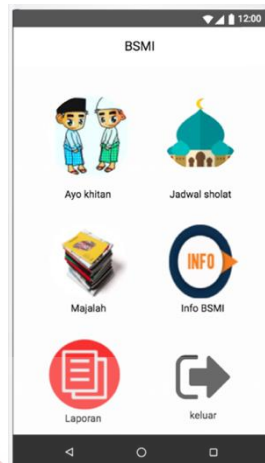 12:00
BSMI
Ayo khitan
Jadwal sholat
INFO
Majalah
Info BSMI
Laporan
keluar